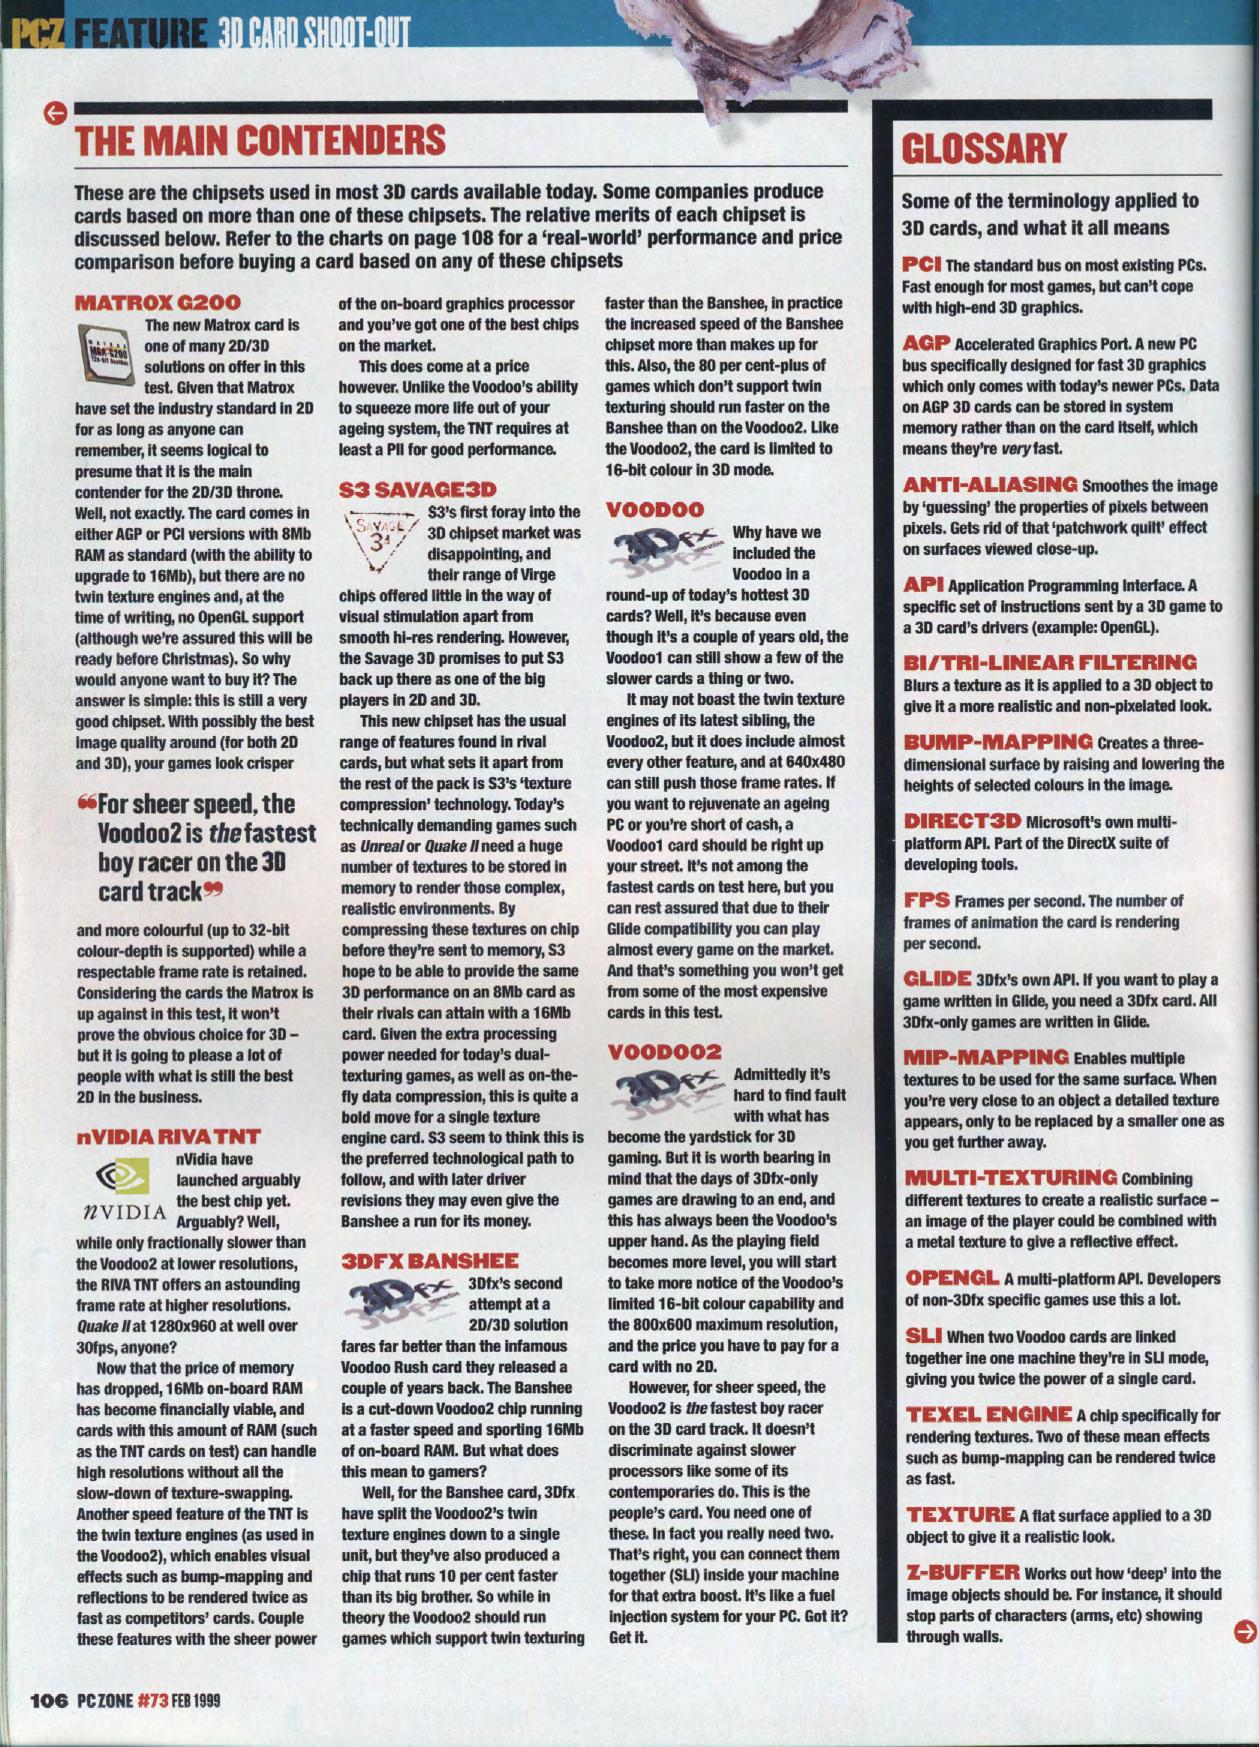 PCZ FEATURE 3D CARD SHOOT-OUT
THE MAIN CONTENDERS
These are the chipsets used in most 3D cards available today. Some companies produce
cards based on more than one of these chipsets. The relative merits of each chipset is
discussed below. Refer to the charts on page 108 for a 'real-world' performance and price
comparison before buying a card based on any of these chipsets
MATROX G200
MATROX
MGA-G200
The new Matrox card is
one of many 2D/3D
solutions on offer in this
test. Given that Matrox
have set the industry standard in 2D
for as long as anyone can
remember, it seems logical to
presume that it is the main
contender for the 2D/3D throne.
Well, not exactly. The card comes in
either AGP or PCI versions with 8Mb
RAM as standard (with the ability to
upgrade to 16Mb), but there are no
twin texture engines and, at the
time of writing, no OpenGL support
(although we're assured this will be
ready before Christmas). So why
would anyone want to buy it? The
answer is simple: this is still a very
good chipset. With possibly the best
image quality around (for both 2D
and 3D), your games look crisper
“For sheer speed, the
Voodoo2 is the fastest
boy racer on the 3D
card track”
and more colourful (up to 32-bit
colour-depth is supported) while a
respectable frame rate is retained.
Considering the cards the Matrox is
up against in this test, it won't
prove the obvious choice for 3D –
but it is going to please a lot of
people with what is still the best
2D in the business.
nVIDIA RIVA TNT
nVIDIA
nVidia have
launched arguably
the best chip yet.
Arguably? Well,
while only fractionally slower than
the Voodoo2 at lower resolutions,
the RIVA TNT offers an astounding
frame rate at higher resolutions.
Quake II at 1280x960 at well over
30fps, anyone?
Now that the price of memory
has dropped, 16Mb on-board RAM
has become financially viable, and
cards with this amount of RAM (such
as the TNT cards on test) can handle
high resolutions without all the
slow-down of texture-swapping.
Another speed feature of the TNT is
the twin texture engines (as used in
the Voodoo2), which enables visual
effects such as bump-mapping and
reflections to be rendered twice as
fast as competitors' cards. Couple
these features with the sheer power
of the on-board graphics processor
and you've got one of the best chips
on the market.
This does come at a price
however. Unlike the Voodoo's ability
to squeeze more life out of your
ageing system, the TNT requires at
least a PII for good performance.
S3 SAVAGE3D
SAVAGE
3d
S3's first foray into the
3D chipset market was
disappointing, and
their range of Virge
chips offered little in the way of
visual stimulation apart from
smooth hi-res rendering. However,
the Savage 3D promises to put S3
back up there as one of the big
players in 2D and 3D.
This new chipset has the usual
range of features found in rival
cards, but what sets it apart from
the rest of the pack is S3's 'texture
compression' technology. Today's
technically demanding games such
as Unreal or Quake II need a huge
number of textures to be stored in
memory to render those complex,
realistic environments. By
compressing these textures on chip
before they're sent to memory, S3
hope to be able to provide the same
3D performance on an 8Mb card as
their rivals can attain with a 16Mb
card. Given the extra processing
power needed for today's dual-
texturing games, as well as on-the-
fly data compression, this is quite a
bold move for a single texture
engine card. S3 seem to think this is
the preferred technological path to
follow, and with later driver
revisions they may even give the
Banshee a run for its money.
3DFX BANSHEE
3Dfx interactive
3Dfx's second
attempt at a
2D/3D solution
fares far better than the infamous
Voodoo Rush card they released a
couple of years back. The Banshee
is a cut-down Voodoo2 chip running
at a faster speed and sporting 16Mb
of on-board RAM. But what does
this mean to gamers?
Well, for the Banshee card, 3Dfx
have split the Voodoo2's twin
texture engines down to a single
unit, but they've also produced a
chip that runs 10 per cent faster
than its big brother. So while in
theory the Voodoo2 should run
games which support twin texturing
faster than the Banshee, in practice
the increased speed of the Banshee
chipset more than makes up for
this. Also, the 80 per cent-plus of
games which don't support twin
texturing should run faster on the
Banshee than on the Voodoo2. Like
the Voodoo2, the card is limited to
16-bit colour in 3D mode.
VOODOO
3Dfx interactive
Why have we
included the
Voodoo in a
round-up of today's hottest 3D
cards? Well, it's because even
though it's a couple of years old, the
Voodoo1 can still show a few of the
slower cards a thing or two.
It may not boast the twin texture
engines of its latest sibling, the
Voodoo2, but it does include almost
every other feature, and at 640x480
can still push those frame rates. If
you want to rejuvenate an ageing
PC or you're short of cash, a
Voodoo1 card should be right up
your street. It's not among the
fastest cards on test here, but you
can rest assured that due to their
Glide compatibility you can play
almost every game on the market.
And that's something you won't get
from some of the most expensive
cards in this test.
VOODOO2
3Dfx interactive
Admittedly it's
hard to find fault
with what has
become the yardstick for 3D
gaming. But it is worth bearing in
mind that the days of 3Dfx-only
games are drawing to an end, and
this has always been the Voodoo's
upper hand. As the playing field
becomes more level, you will start
to take more notice of the Voodoo's
limited 16-bit colour capability and
the 800x600 maximum resolution,
and the price you have to pay for a
card with no 2D.
However, for sheer speed, the
Voodoo2 is the fastest boy racer
on the 3D card track. It doesn't
discriminate against slower
processors like some of its
contemporaries do. This is the
people's card. You need one of
these. In fact you really need two.
That's right, you can connect them
together (SLI) inside your machine
for that extra boost. It's like a fuel
injection system for your PC. Got it?
Get it.
GLOSSARY
Some of the terminology applied to
3D cards, and what it all means
PCI The standard bus on most existing PCs.
Fast enough for most games, but can't cope
with high-end 3D graphics.
AGP Accelerated Graphics Port. A new PC
bus specifically designed for fast 3D graphics
which only comes with today's newer PCs. Data
on AGP 3D cards can be stored in system
memory rather than on the card itself, which
means they're very fast.
ANTI-ALIASING Smoothes the image
by 'guessing' the properties of pixels between
pixels. Gets rid of that 'patchwork quilt' effect
on surfaces viewed close-up.
API Application Programming Interface. A
specific set of instructions sent by a 3D game to
a 3D card's drivers (example: OpenGL).
BI/TRI-LINEAR FILTERING
Blurs a texture as it is applied to a 3D object to
give it a more realistic and non-pixelated look.
BUMP-MAPPING Creates a three-
dimensional surface by raising and lowering the
heights of selected colours in the image.
DIRECT3D Microsoft's own multi-
platform API. Part of the DirectX suite of
developing tools.
FPS Frames per second. The number of
frames of animation the card is rendering
per second.
GLIDE 3Dfx's own API. If you want to play a
game written in Glide, you need a 3Dfx card. All
3Dfx-only games are written in Glide.
MIP-MAPPING Enables multiple
textures to be used for the same surface. When
you're very close to an object a detailed texture
appears, only to be replaced by a smaller one as
you get further away.
MULTI-TEXTURING Combining
different textures to create a realistic surface –
an image of the player could be combined with
a metal texture to give a reflective effect.
OPENGL A multi-platform API. Developers
of non-3Dfx specific games use this a lot.
SLI When two Voodoo cards are linked
together ine one machine they're in SLI mode,
giving you twice the power of a single card.
TEXEL ENGINE A chip specifically for
rendering textures. Two of these mean effects
such as bump-mapping can be rendered twice
as fast.
TEXTURE A flat surface applied to a 3D
object to give it a realistic look.
Z-BUFFER Works out how 'deep' into the
image objects should be. For instance, it should
stop parts of characters (arms, etc) showing
through walls.
106 PC ZONE #73 FEB 1999